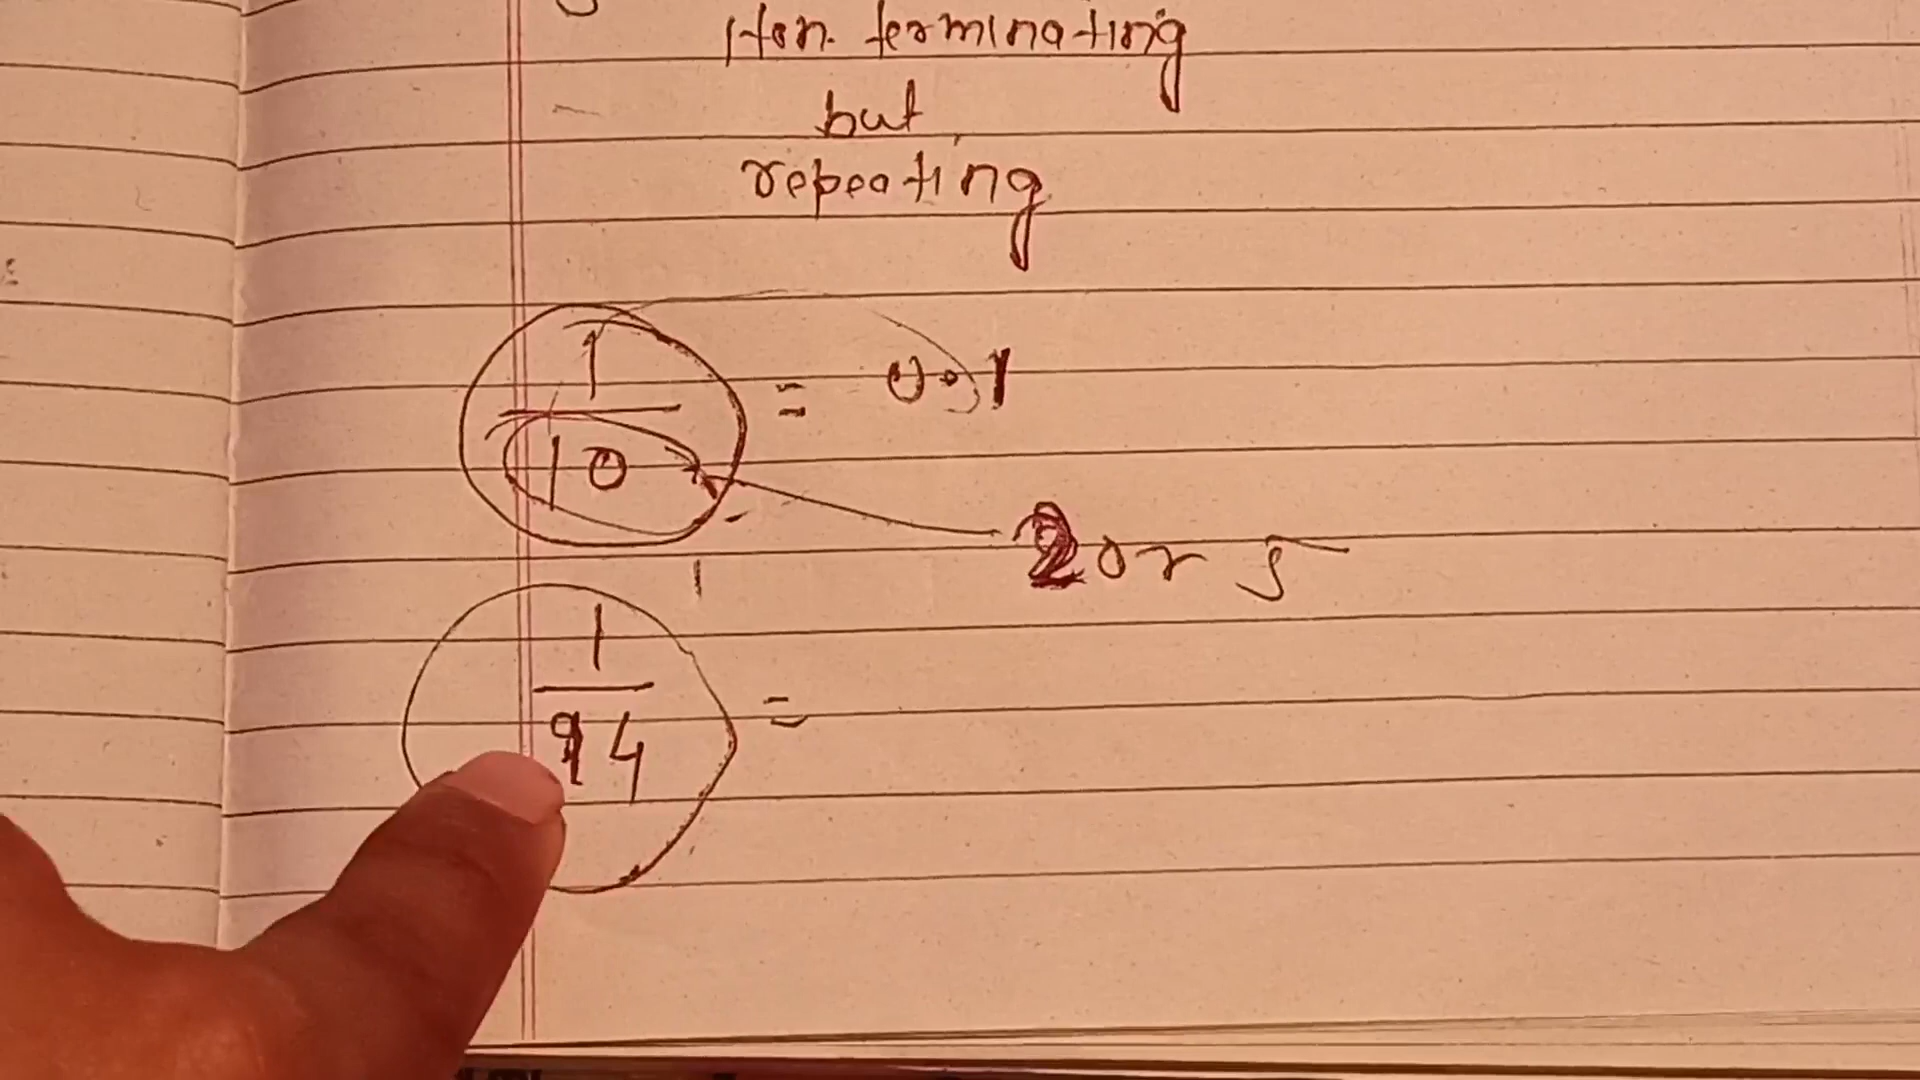 Non terminating
but
repeating
1
10
= 0.1
2 or 5
1
94
=